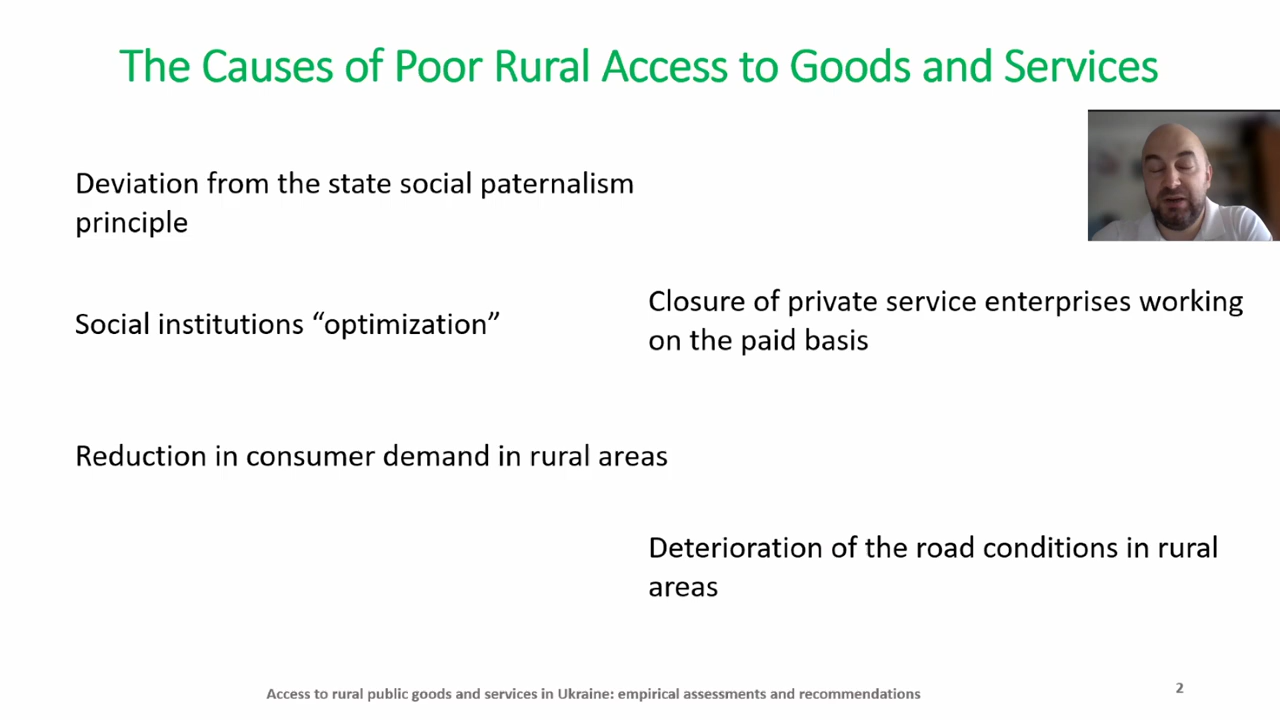 The Causes of Poor Rural Access to Goods and Services
Deviation from the state social paternalism
principle
Social institutions “optimization”
Closure of private service enterprises working
on the paid basis
Reduction in consumer demand in rural areas
Deterioration of the road conditions in rural
areas
Access to rural public goods and services in Ukraine: empirical assessments and recommendations
2